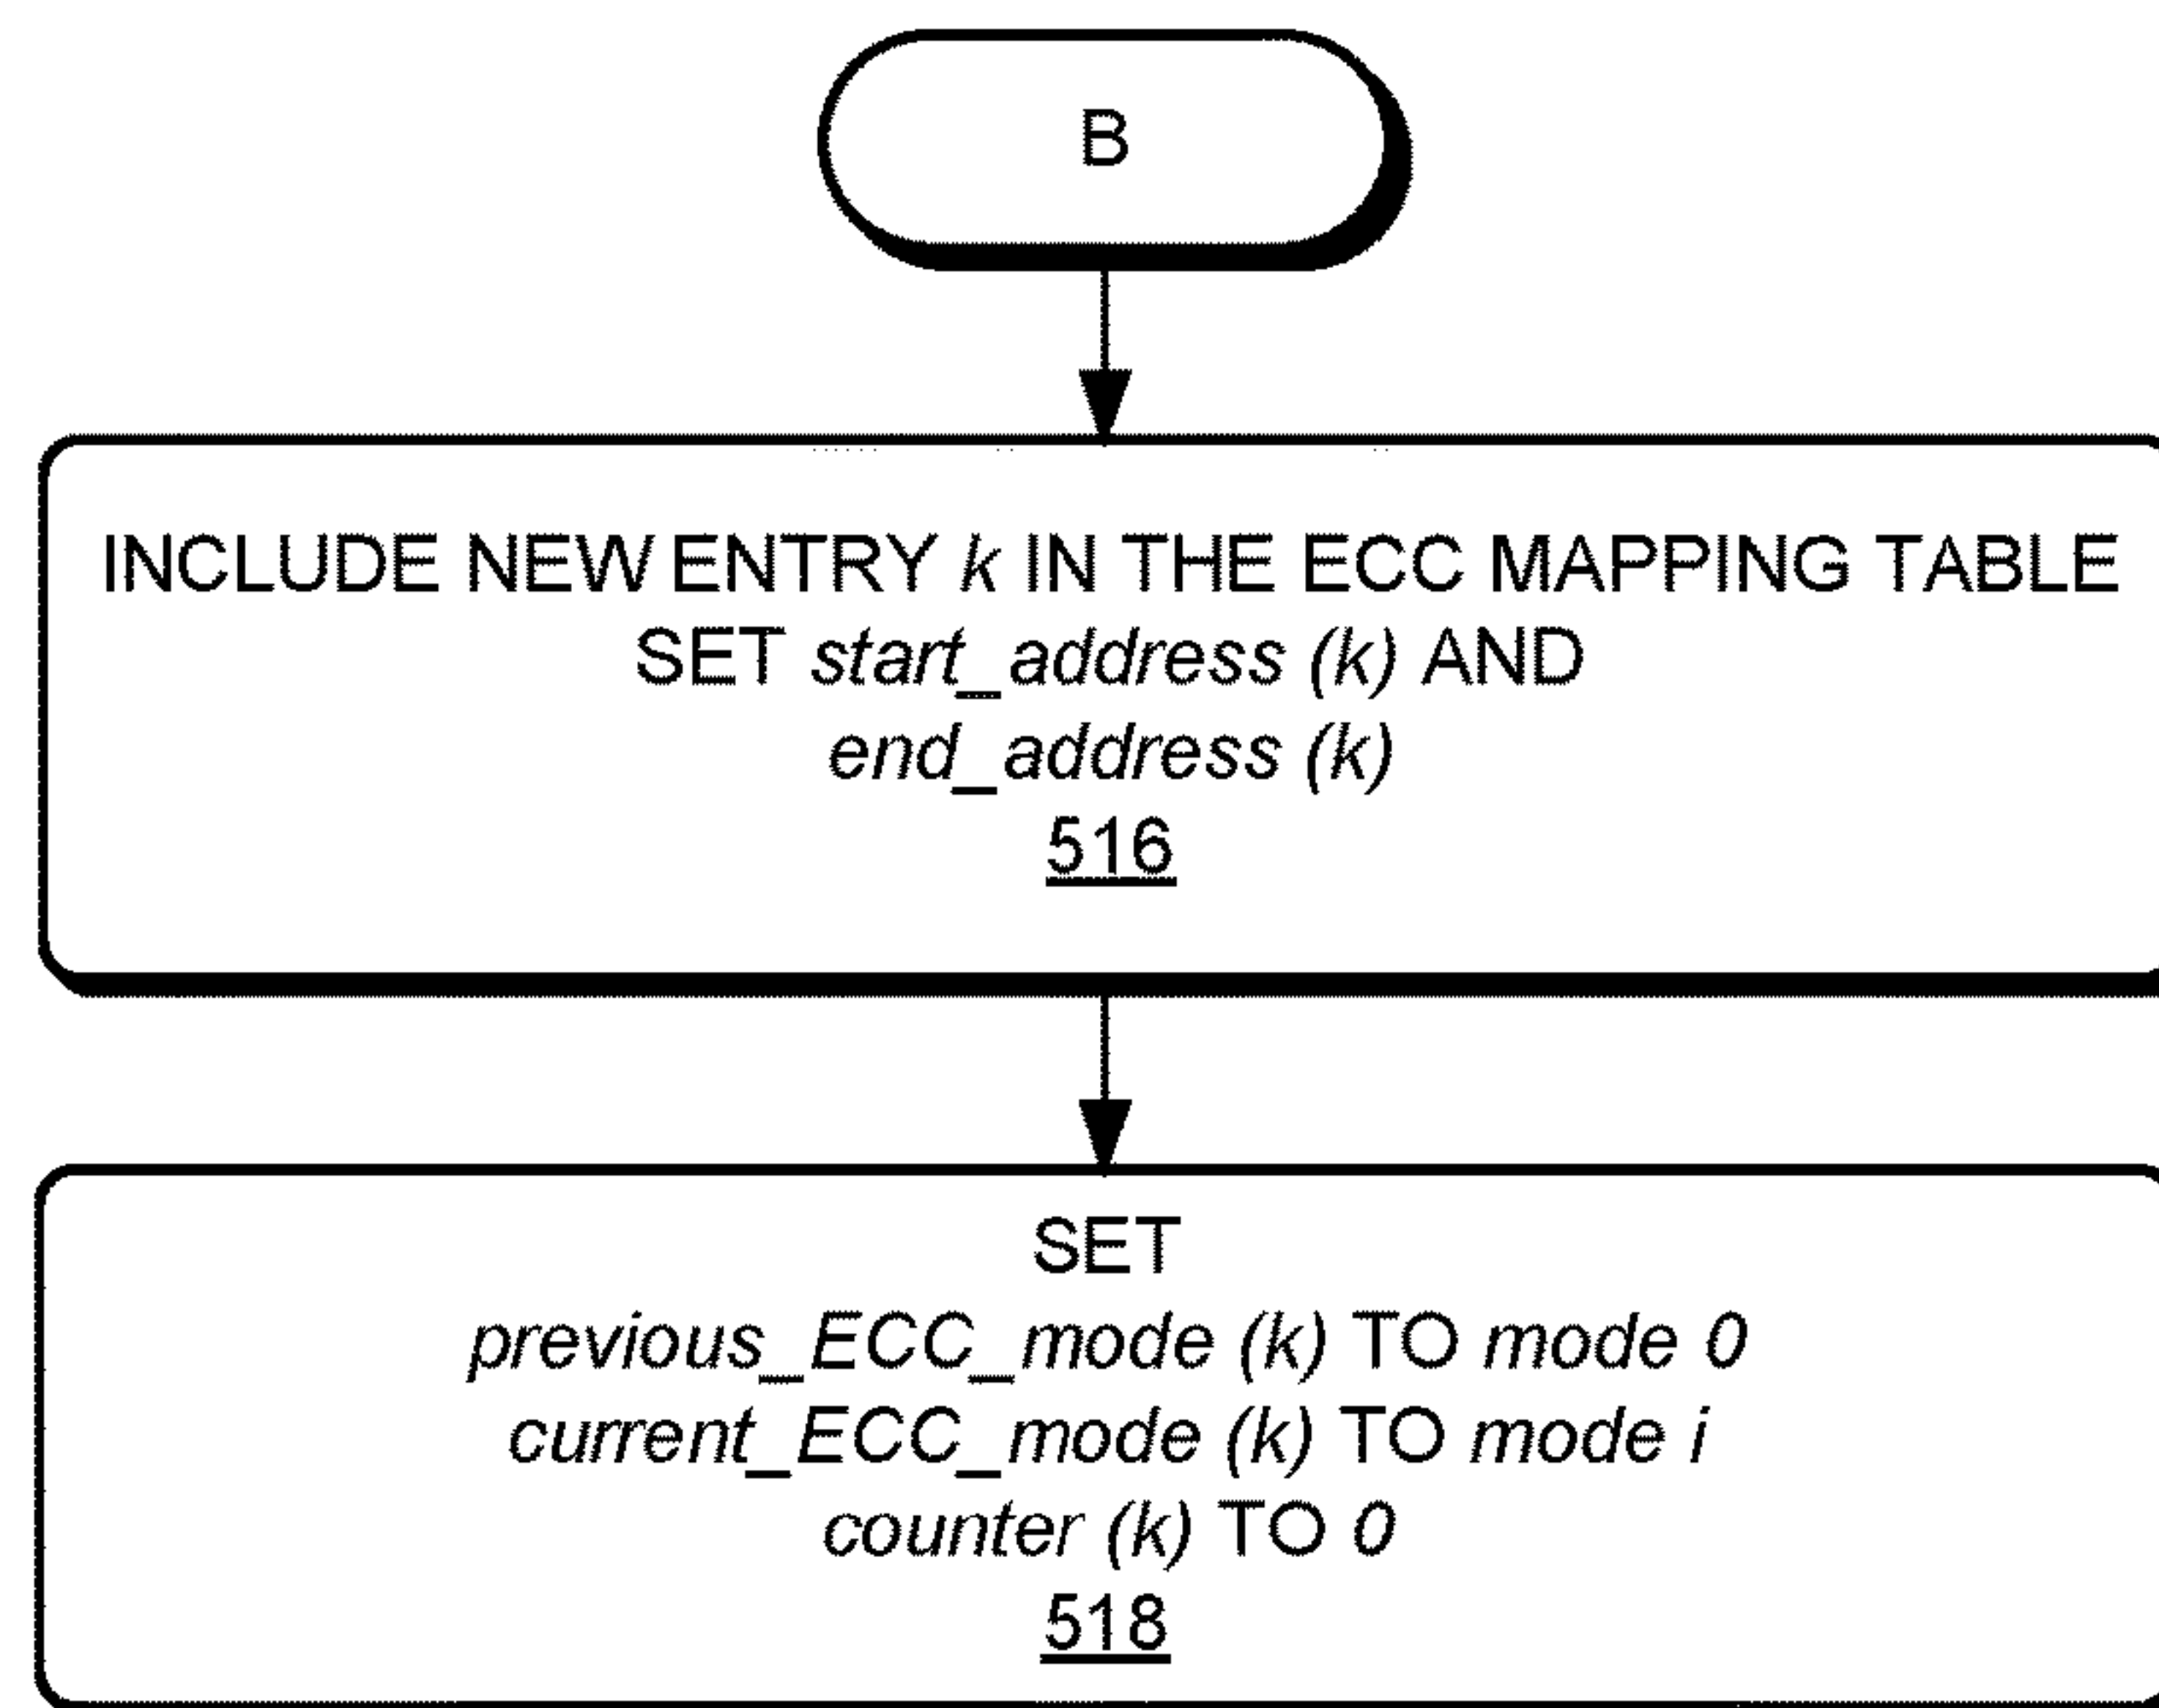 B
INCLUDE NEW ENTRY k IN THE ECC MAPPING TABLE
SET start_address (k) AND
end_address (k)
516
SET
previous_ECC_mode (k) TO mode 0
current_ECC_mode (k) TO mode i
counter (k) TO 0
518